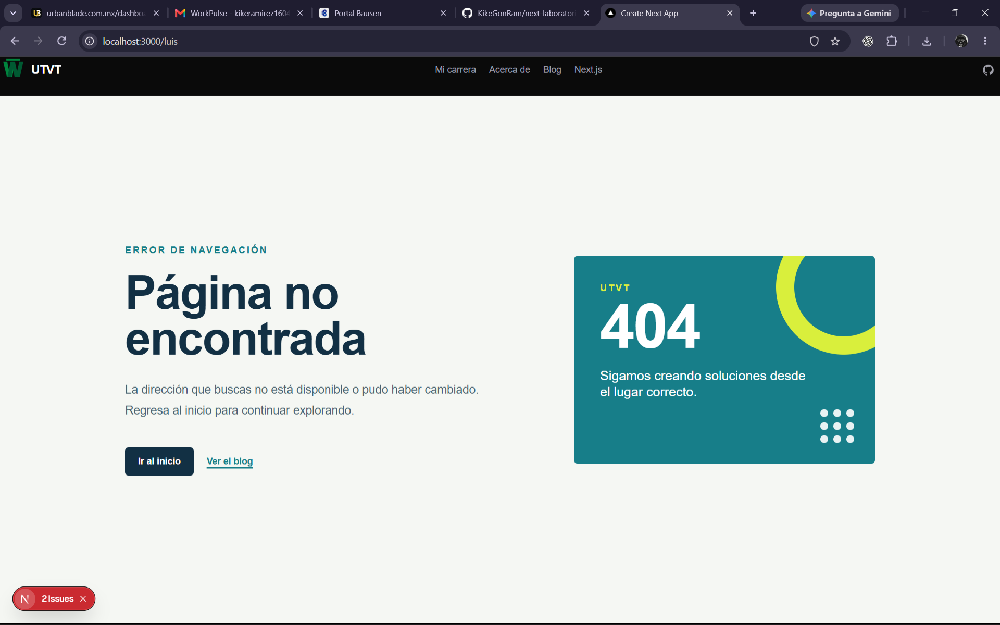 urbanblade.com.mx/dashboa
WorkPulse - kikeramirez1604
Portal Bausen
KikeGonRam/next-laboratori
Create Next App
Pregunta a Gemini
localhost:3000/luis
UTVT
Mi carrera
Acerca de
Blog
Next.js
ERROR DE NAVEGACIÓN
Página no
encontrada
La dirección que buscas no está disponible o pudo haber cambiado.
Regresa al inicio para continuar explorando.
Ir al inicio
Ver el blog
UTVT
404
Sigamos creando soluciones desde
el lugar correcto.
N
2 Issues